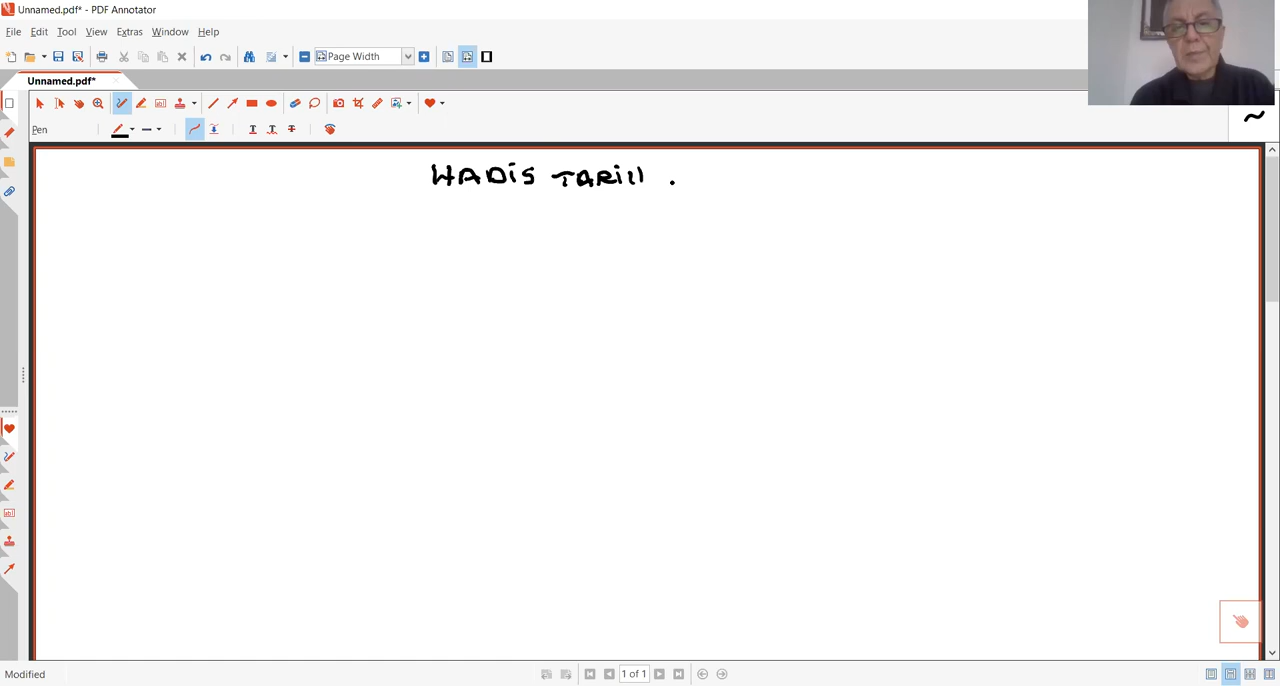 Unnamed.pdf* - PDF Annotator
File Edit Tool View Extras Window Help
Page Width
Unnamed.pdf*
Pen
HADİS TARİ
1 of 1
Modified